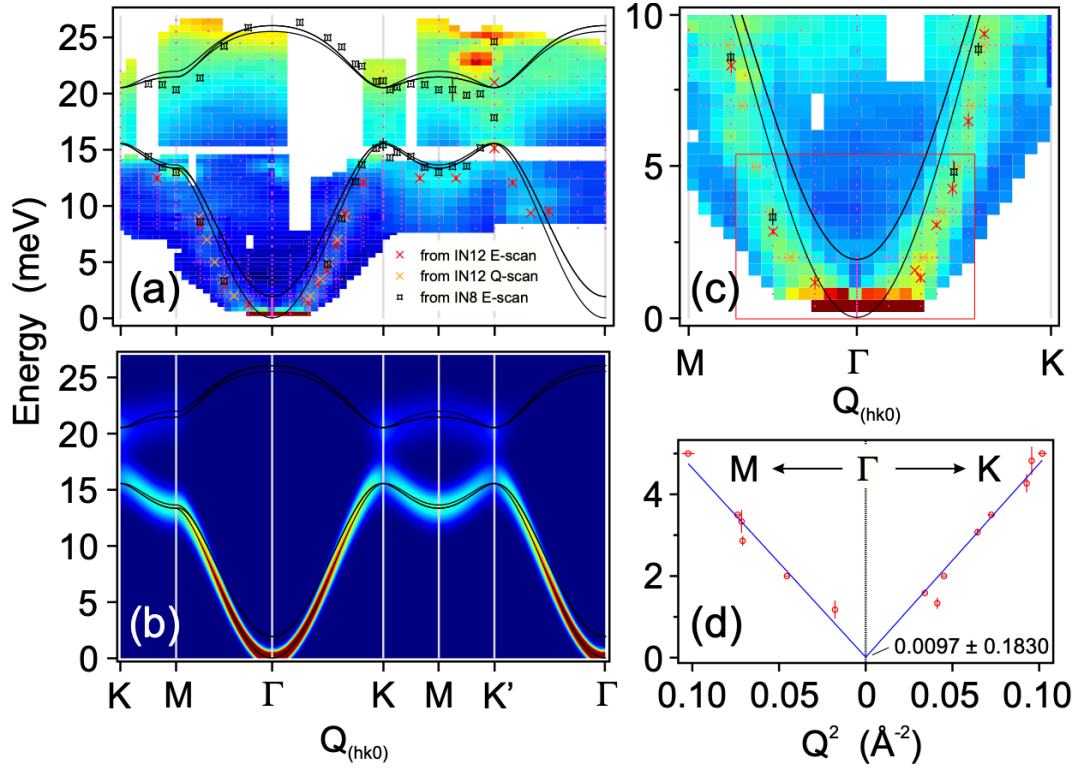 25
20
15
10
5
0
(a)
× from IN12 E-scan
× from IN12 Q-scan
¤ from IN8 E-scan
Energy (meV)
25
20
15
10
5
0
(b)
K M Γ K M K' Γ
Q(hk0)
10
5
0
(c)
M Γ K
Q(hk0)
4
2
0
M ← Γ → K
(d)
0.0097 ± 0.1830
0.10 0.05 0 0.05 0.10
Q² (Å⁻²)